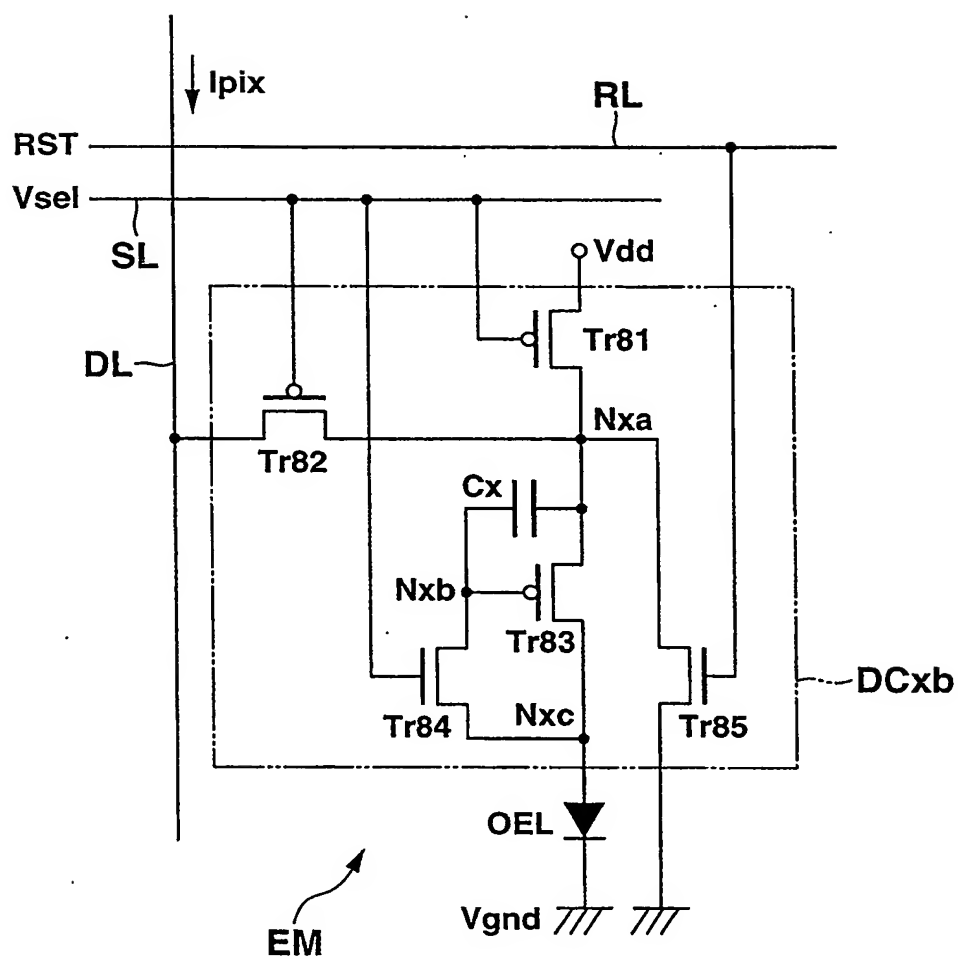 Ipix
RL
RST
Vsel
SL
Vdd
Tr81
DL
Nxa
Tr82
Cx
Nxb
Tr83
DCxb
Nxc
Tr84
Tr85
OEL
Vgnd
EM